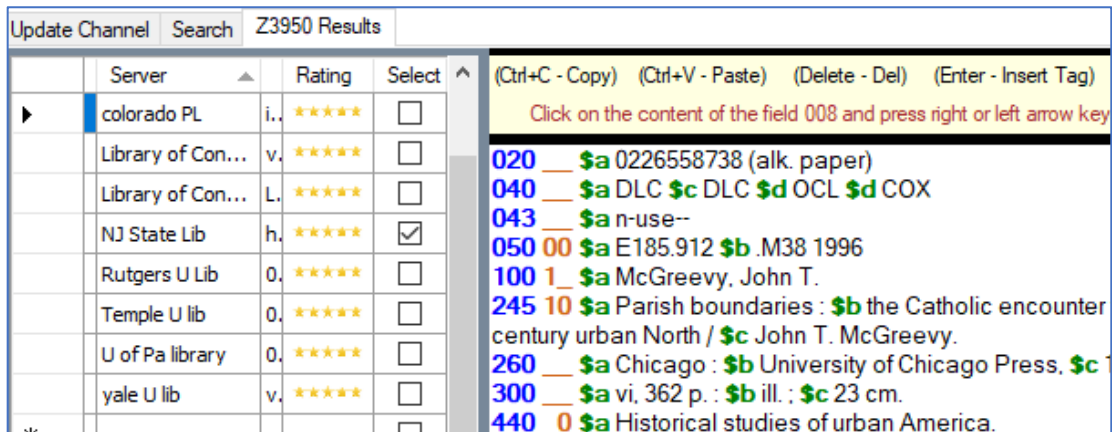 Update Channel Search Z3950 Results
Server Rating Select
colorado PL i..
Library of Con... v.
Library of Con... L.
NJ State Lib h.
Rutgers U Lib 0.
Temple U lib 0.
U of Pa library 0.
yale U lib v.
(Ctrl+C - Copy) (Ctrl+V - Paste) (Delete - Del) (Enter - Insert Tag)
Click on the content of the field 008 and press right or left arrow key
020 __ $a 0226558738 (alk. paper)
040 __ $a DLC $c DLC $d OCL $d COX
043 __ $a n-use--
050 00 $a E185.912 $b .M38 1996
100 1_ $a McGreevy, John T.
245 10 $a Parish boundaries : $b the Catholic encounter
century urban North / $c John T. McGreevy.
260 __ $a Chicago : $b University of Chicago Press, $c
300 __ $a vi, 362 p. : $b ill. ; $c 23 cm.
440 _0 $a Historical studies of urban America.